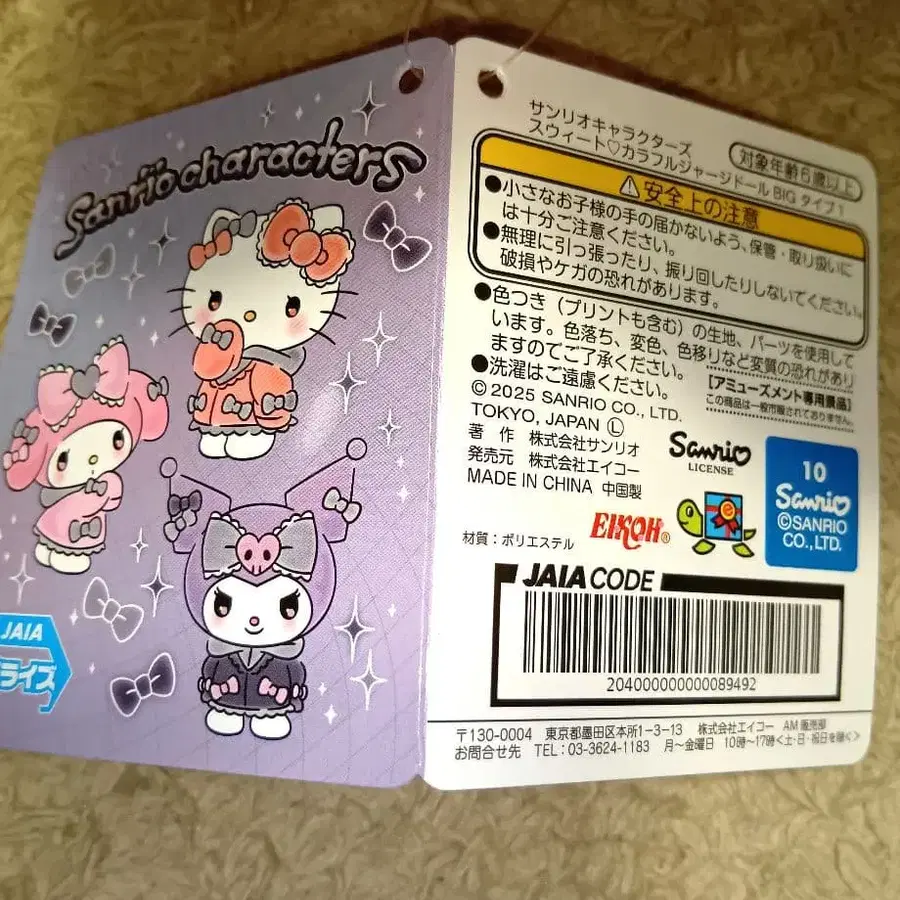 Sanrio characters
JAIA
ライズ
サンリオキャラクターズ
スウィート♡カラフルジャージドール BIG タイプ1
対象年齢6歳以上
⚠安全上の注意
●小さなお子様の手の届かないよう、保管・取り扱いに
は十分ご注意ください。
●無理に引っ張ったり、振り回したりしないでください。
破損やケガの恐れがあります。
●色つき（プリントも含む）の生地、パーツを使用して
います。色落ち、変色、色移りなど変質の恐れがあり
ますのでご了承ください。
●洗濯はご遠慮ください。
【アミューズメント専用景品】
この商品は一般市販されておりません。
© 2025 SANRIO CO., LTD.
TOKYO, JAPAN Ⓛ
著 作 株式会社サンリオ
発売元 株式会社エイコー
MADE IN CHINA 中国製
Sanrio
LICENSE
10
Sanrio
©SANRIO
CO., LTD.
材質：ポリエステル
EIKOH®
e
JAIA CODE
204000000000089492
〒130-0004 東京都墨田区本所1-3-13 株式会社エイコー AM販売部
お問合せ先 TEL：03-3624-1183 月～金曜日 10時～17時＜土・日・祝日を除く＞